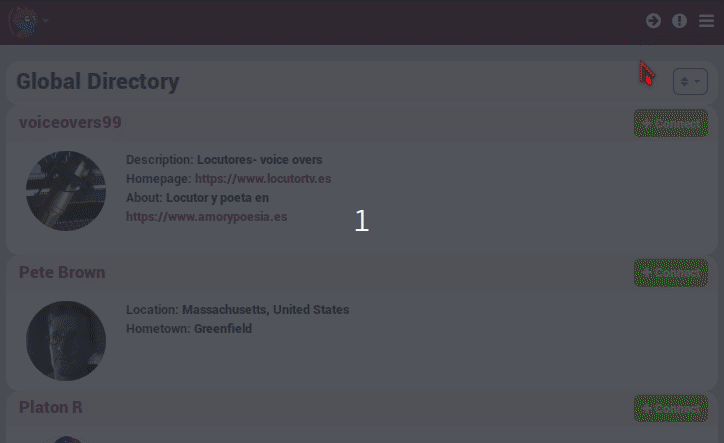 Global Directory
voiceovers99
Connect
Description: Locutores- voice overs
Homepage: https://www.locutortv.es
About: Locutor y poeta en
https://www.amorypoesia.es
1
Pete Brown
Connect
Location: Massachusetts, United States
Hometown: Greenfield
Platon R
Connect